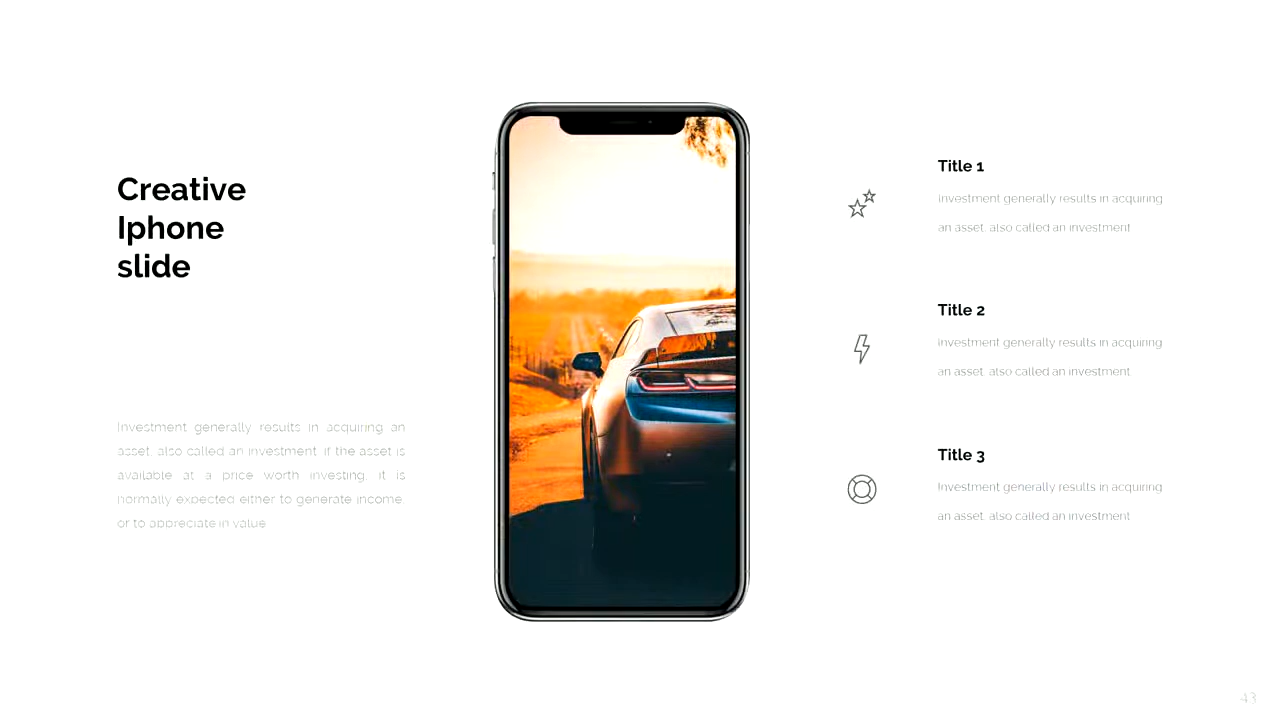 Creative
Iphone
slide
Investment generally results in acquiring an
asset, also called an investment. if the asset is
available at a price worth investing. it is
normally expected either to generate income,
or to appreciate in value
Title 1
Investment generally results in acquiring
an asset, also called an investment
Title 2
Investment generally results in acquiring
an asset, also called an investment
Title 3
Investment generally results in acquiring
an asset, also called an investment
43